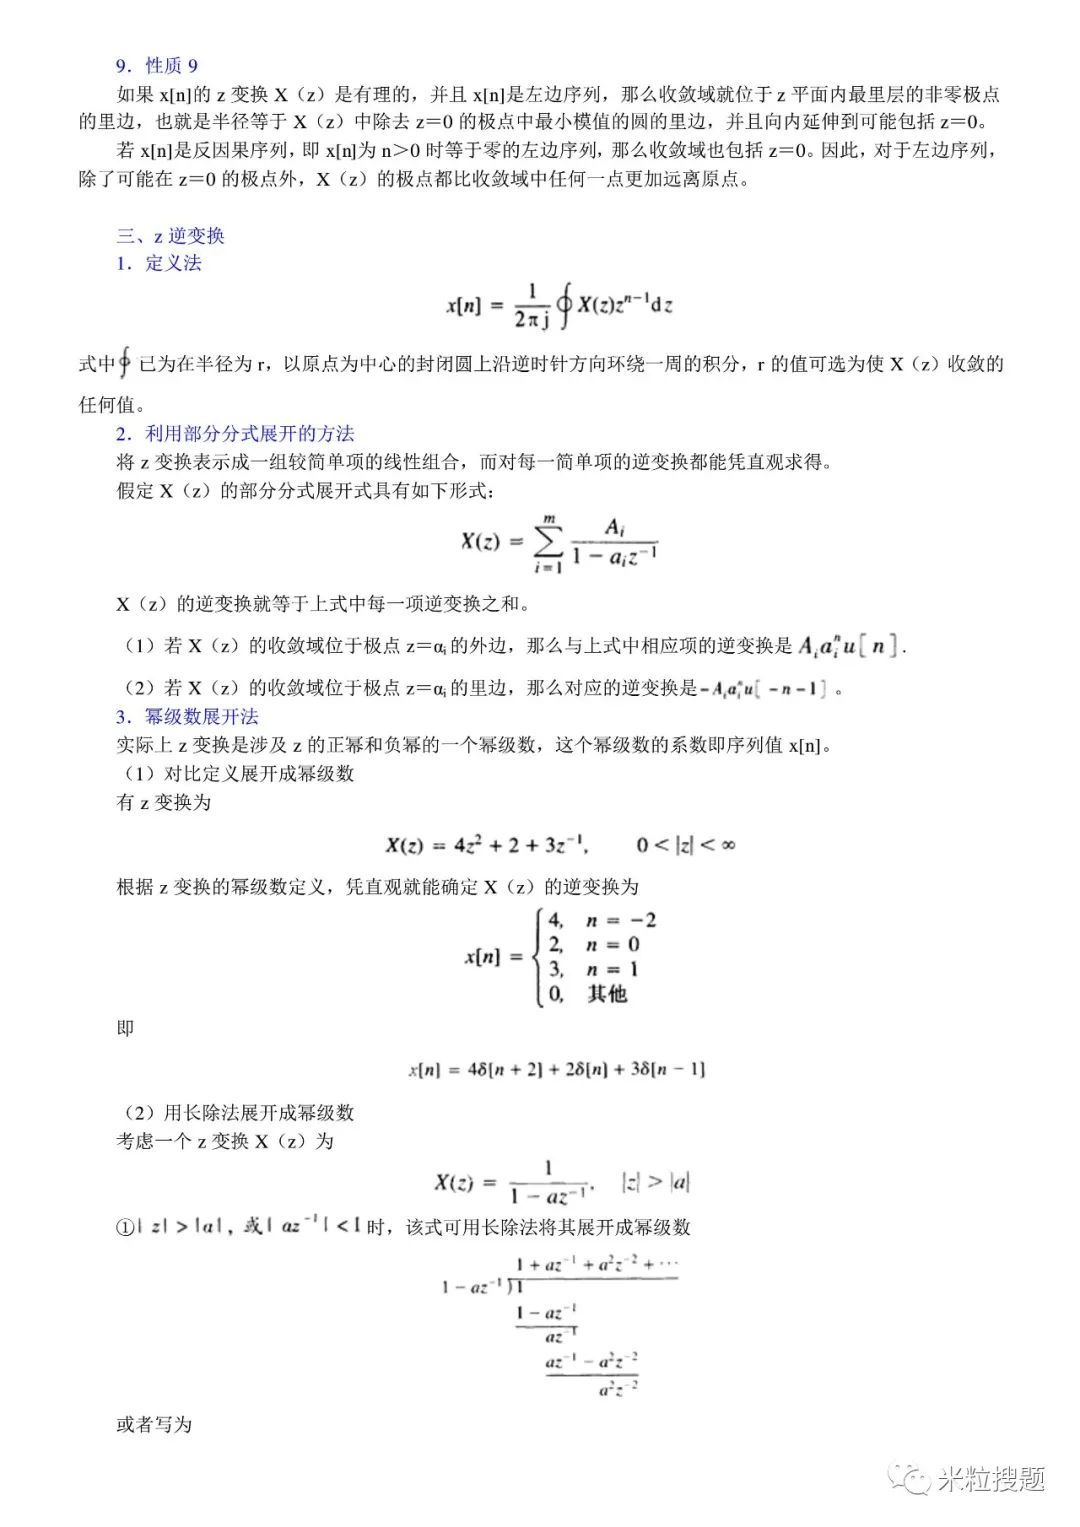 9．性质 9
如果 x[n]的 z 变换 X（z）是有理的，并且 x[n]是左边序列，那么收敛域就位于 z 平面内最里层的非零极点
的里边，也就是半径等于 X（z）中除去 z＝0 的极点中最小模值的圆的里边，并且向内延伸到可能包括 z＝0。
若 x[n]是反因果序列，即 x[n]为 n＞0 时等于零的左边序列，那么收敛域也包括 z＝0。因此，对于左边序列，
除了可能在 z＝0 的极点外，X（z）的极点都比收敛域中任何一点更加远离原点。
三、z 逆变换
1．定义法
x[n] = \frac{1}{2πj} ∮ X(z)z^{n-1}dz
式中∮ 已为在半径为 r，以原点为中心的封闭圆上沿逆时针方向环绕一周的积分，r 的值可选为使 X（z）收敛的
任何值。
2．利用部分分式展开的方法
将 z 变换表示成一组较简单项的线性组合，而对每一简单项的逆变换都能凭直观求得。
假定 X（z）的部分分式展开式具有如下形式：
X(z) = \sum_{i=1}^{m} \frac{A_i}{1 - a_i z^{-1}}
X（z）的逆变换就等于上式中每一项逆变换之和。
（1）若 X（z）的收敛域位于极点 z＝α_i 的外边，那么与上式中相应项的逆变换是 A_i a_i^n u[n].
（2）若 X（z）的收敛域位于极点 z＝α_i 的里边，那么对应的逆变换是 -A_i a_i^n u[-n-1] 。
3．幂级数展开法
实际上 z 变换是涉及 z 的正幂和负幂的一个幂级数，这个幂级数的系数即序列值 x[n]。
（1）对比定义展开成幂级数
有 z 变换为
X(z) = 4z² + 2 + 3z⁻¹, 0 < |z| < ∞
根据 z 变换的幂级数定义，凭直观就能确定 X（z）的逆变换为
x[n] = { 4, n = -2
2, n = 0
3, n = 1
0, 其他
即
x[n] = 4δ[n + 2] + 2δ[n] + 3δ[n - 1]
（2）用长除法展开成幂级数
考虑一个 z 变换 X（z）为
X(z) = \frac{1}{1 - az^{-1}}, |z| > |a|
①| z| > |a|, 或| az⁻¹| < 1 时，该式可用长除法将其展开成幂级数
1 + az⁻¹ + a²z⁻² + ⋯
1 - az⁻¹ )1
1 - az⁻¹
az⁻¹
az⁻¹ - a²z⁻²
a²z⁻²
或者写为
米粒搜题